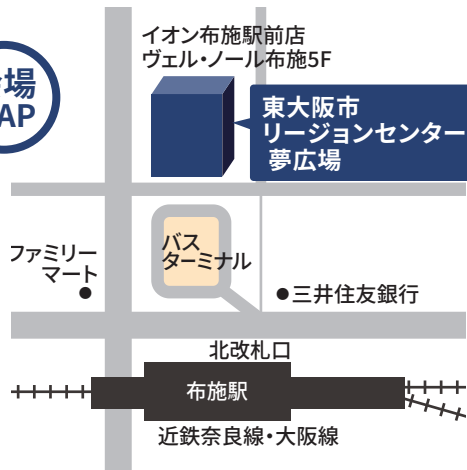 イオン布施駅前店
ヴェル・ノール布施5F
場
AP
東大阪市
リージョンセンター
夢広場
バス
ターミナル
ファミリー
マート
●三井住友銀行
北改札口
布施駅
近鉄奈良線・大阪線